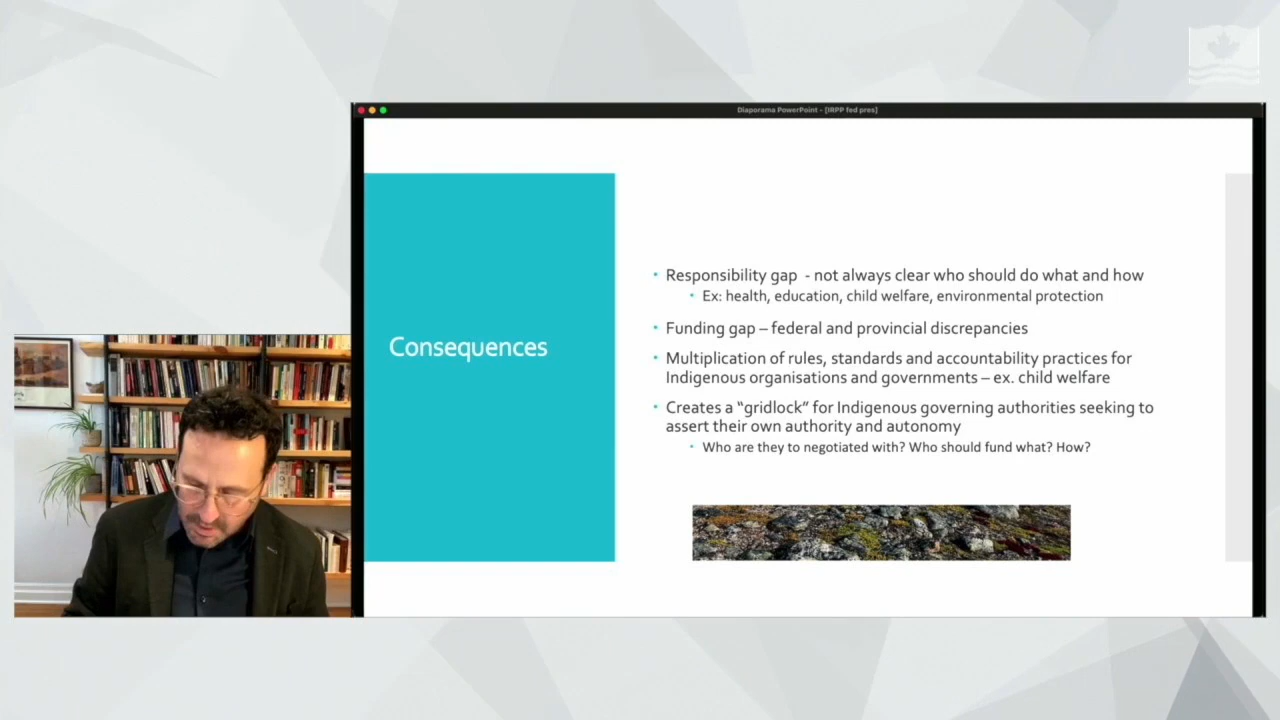 Diaporama PowerPoint - [IRPP fed pres]
Consequences
• Responsibility gap - not always clear who should do what and how
• Ex: health, education, child welfare, environmental protection
• Funding gap – federal and provincial discrepancies
• Multiplication of rules, standards and accountability practices for
Indigenous organisations and governments – ex. child welfare
• Creates a “gridlock” for Indigenous governing authorities seeking to
assert their own authority and autonomy
• Who are they to negotiated with? Who should fund what? How?